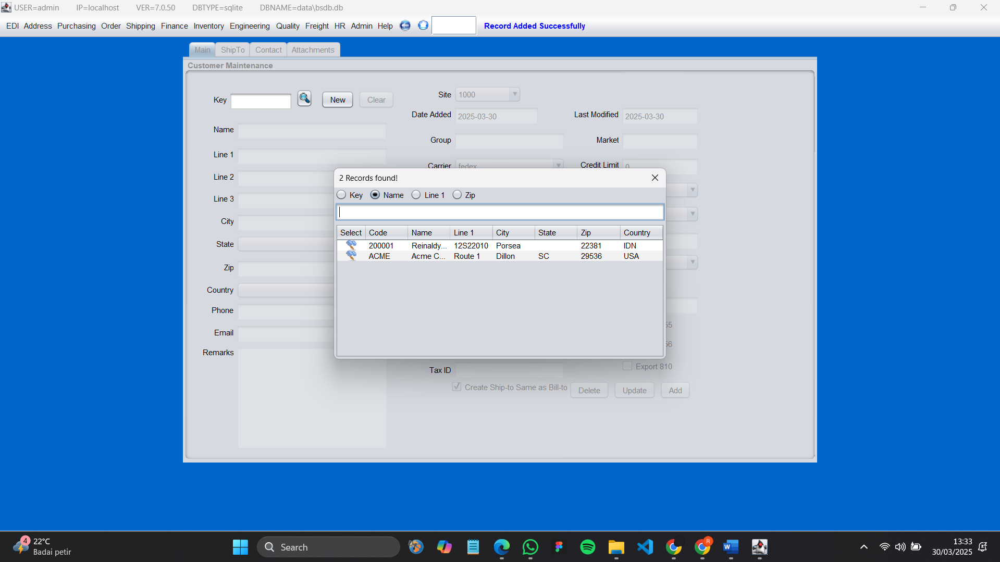 USER=admin IP=localhost VER=7.0.50 DBTYPE=sqlite DBNAME=data\bsdb.db
EDI Address Purchasing Order Shipping Finance Inventory Engineering Quality Freight HR Admin Help Record Added Successfully
Main ShipTo Contact Attachments
Customer Maintenance
Key New Clear
Name
Line 1
Line 2
Line 3
City
State
Zip
Country
Phone
Email
Remarks
Site 1000
Date Added 2025-03-30 Last Modified 2025-03-30
Group Market
Carrier fedex Credit Limit 0
2 Records found!
Key Name Line 1 Zip
Select Code Name Line 1 City State Zip Country
200001 Reinaldy... 12S22010 Porsea 22381 IDN
ACME Acme C... Route 1 Dillon SC 29536 USA
Tax ID Export 810
Create Ship-to Same as Bill-to Delete Update Add
4 22°C
Badai petir
Search
R
13:33
30/03/2025